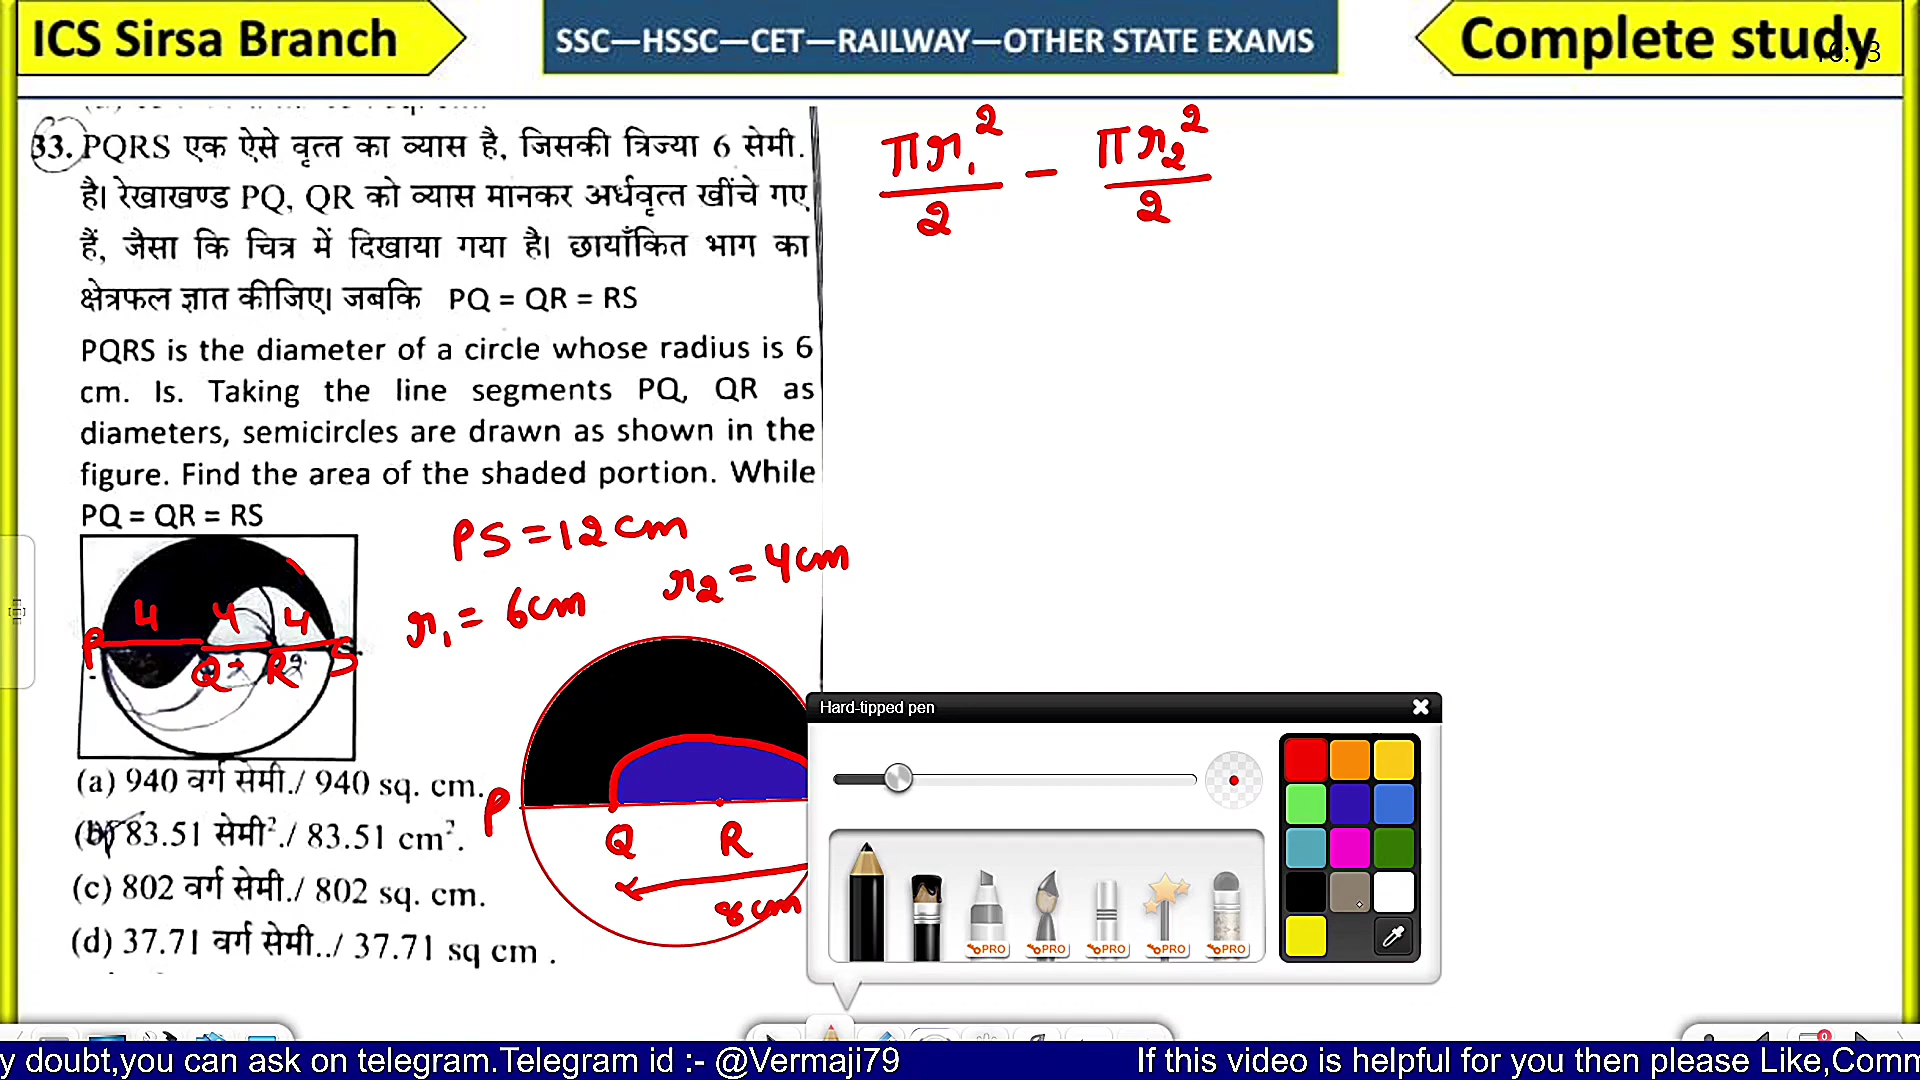 ICS Sirsa Branch
SSC—HSSC—CET—RAILWAY—OTHER STATE EXAMS
Complete study
33. PQRS एक ऐसे वृत्त का व्यास है, जिसकी त्रिज्या 6 सेमी.
है। रेखाखण्ड PQ, QR को व्यास मानकर अर्धवृत्त खींचे गए
हैं, जैसा कि चित्र में दिखाया गया है। छायाँकित भाग का
क्षेत्रफल ज्ञात कीजिए। जबकि PQ = QR = RS
PQRS is the diameter of a circle whose radius is 6
cm. Is. Taking the line segments PQ, QR as
diameters, semicircles are drawn as shown in the
figure. Find the area of the shaded portion. While
PQ = QR = RS
PS = 12 cm
r₁ = 6cm
r₂ = 4cm
4 4 4
P Q R S
(a) 940 वर्ग सेमी./ 940 sq. cm.
(b) 83.51 सेमी²./ 83.51 cm².
(c) 802 वर्ग सेमी./ 802 sq. cm.
(d) 37.71 वर्ग सेमी../ 37.71 sq cm .
P Q R
8 cm
πr₁²/2 - πr₂²/2
Hard-tipped pen
PRO PRO PRO PRO PRO
y doubt,you can ask on telegram.Telegram id :- @Vermaji79
If this video is helpful for you then please Like,Comm